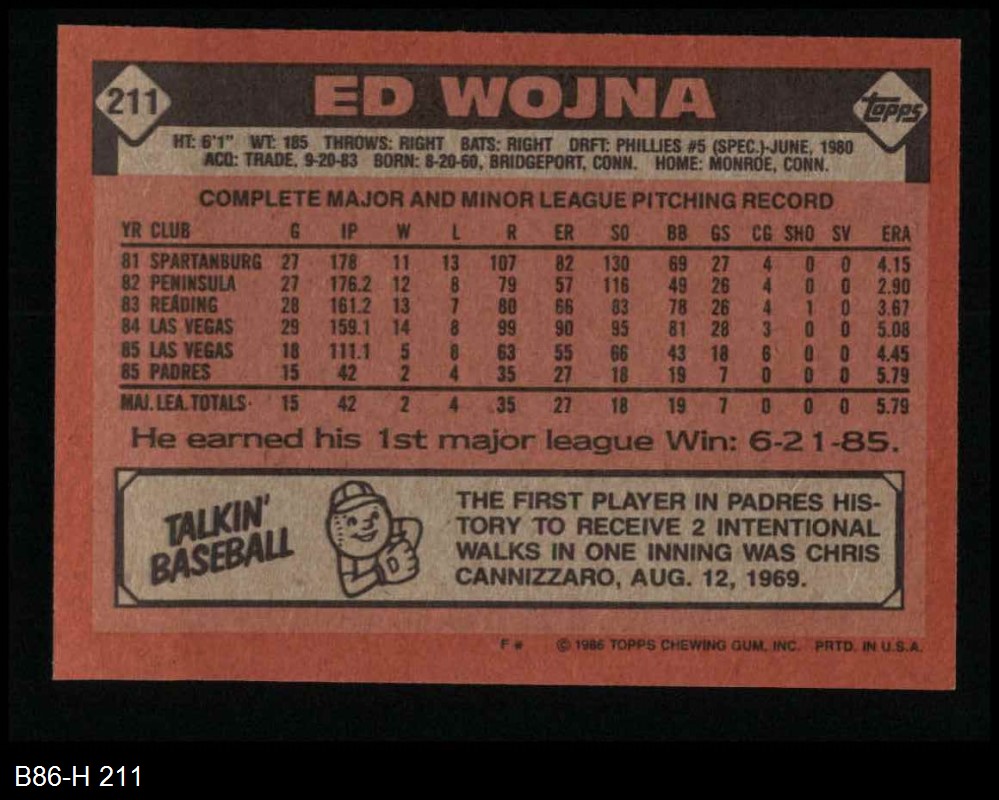 211
ED WOJNA
topps
HT: 6'1" WT: 185 THROWS: RIGHT BATS: RIGHT DRFT: PHILLIES #5 (SPEC.)-JUNE, 1980
ACQ: TRADE, 9-20-83 BORN: 8-20-60, BRIDGEPORT, CONN. HOME: MONROE, CONN.
COMPLETE MAJOR AND MINOR LEAGUE PITCHING RECORD
YR CLUB G IP W L R ER SO BB GS CG SHO SV ERA
81 SPARTANBURG 27 178 11 13 107 82 130 69 27 4 0 0 4.15
82 PENINSULA 27 176.2 12 8 79 57 116 49 26 4 0 0 2.90
83 READING 28 161.2 13 7 80 66 83 78 26 4 1 0 3.67
84 LAS VEGAS 29 159.1 14 8 99 90 95 81 28 3 0 0 5.08
85 LAS VEGAS 18 111.1 5 8 63 55 66 43 18 6 0 0 4.45
85 PADRES 15 42 2 4 35 27 18 19 7 0 0 0 5.79
MAJ. LEA. TOTALS 15 42 2 4 35 27 18 19 7 0 0 0 5.79
He earned his 1st major league Win: 6-21-85.
TALKIN'
BASEBALL
THE FIRST PLAYER IN PADRES HIS-
TORY TO RECEIVE 2 INTENTIONAL
WALKS IN ONE INNING WAS CHRIS
CANNIZZARO, AUG. 12, 1969.
F* © 1986 TOPPS CHEWING GUM, INC. PRTD. IN U.S.A.
B86-H 211